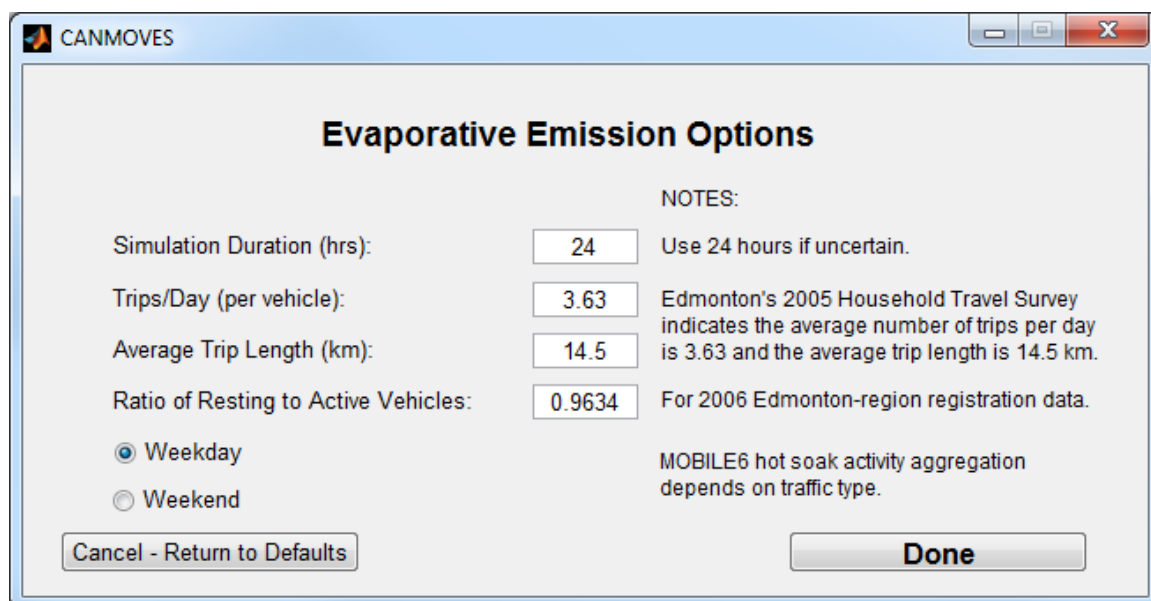 CANMOVES
Evaporative Emission Options
NOTES:
Simulation Duration (hrs): 24 Use 24 hours if uncertain.
Trips/Day (per vehicle): 3.63 Edmonton's 2005 Household Travel Survey
indicates the average number of trips per day
Average Trip Length (km): 14.5 is 3.63 and the average trip length is 14.5 km.
Ratio of Resting to Active Vehicles: 0.9634 For 2006 Edmonton-region registration data.
Weekday
MOBILE6 hot soak activity aggregation
depends on traffic type.
Weekend
Cancel - Return to Defaults
Done